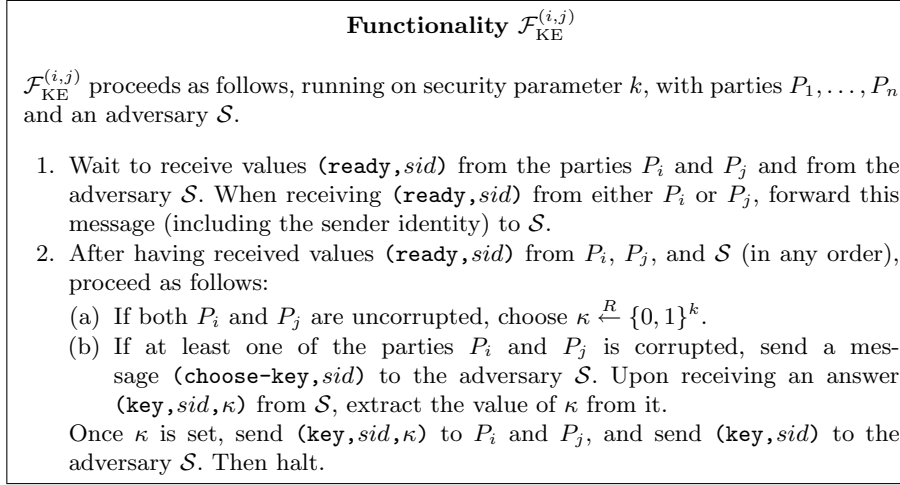 Functionality $\mathcal{F}_{\mathrm{KE}}^{(i,j)}$
$\mathcal{F}_{\mathrm{KE}}^{(i,j)}$ proceeds as follows, running on security parameter $k$, with parties $P_1, \ldots, P_n$
and an adversary $\mathcal{S}$.
1. Wait to receive values (ready,$sid$) from the parties $P_i$ and $P_j$ and from the
adversary $\mathcal{S}$. When receiving (ready,$sid$) from either $P_i$ or $P_j$, forward this
message (including the sender identity) to $\mathcal{S}$.
2. After having received values (ready,$sid$) from $P_i$, $P_j$, and $\mathcal{S}$ (in any order),
proceed as follows:
(a) If both $P_i$ and $P_j$ are uncorrupted, choose $\kappa \stackrel{R}{\leftarrow} \{0,1\}^k$.
(b) If at least one of the parties $P_i$ and $P_j$ is corrupted, send a mes-
sage (choose-key,$sid$) to the adversary $\mathcal{S}$. Upon receiving an answer
(key,$sid$,$\kappa$) from $\mathcal{S}$, extract the value of $\kappa$ from it.
Once $\kappa$ is set, send (key,$sid$,$\kappa$) to $P_i$ and $P_j$, and send (key,$sid$) to the
adversary $\mathcal{S}$. Then halt.